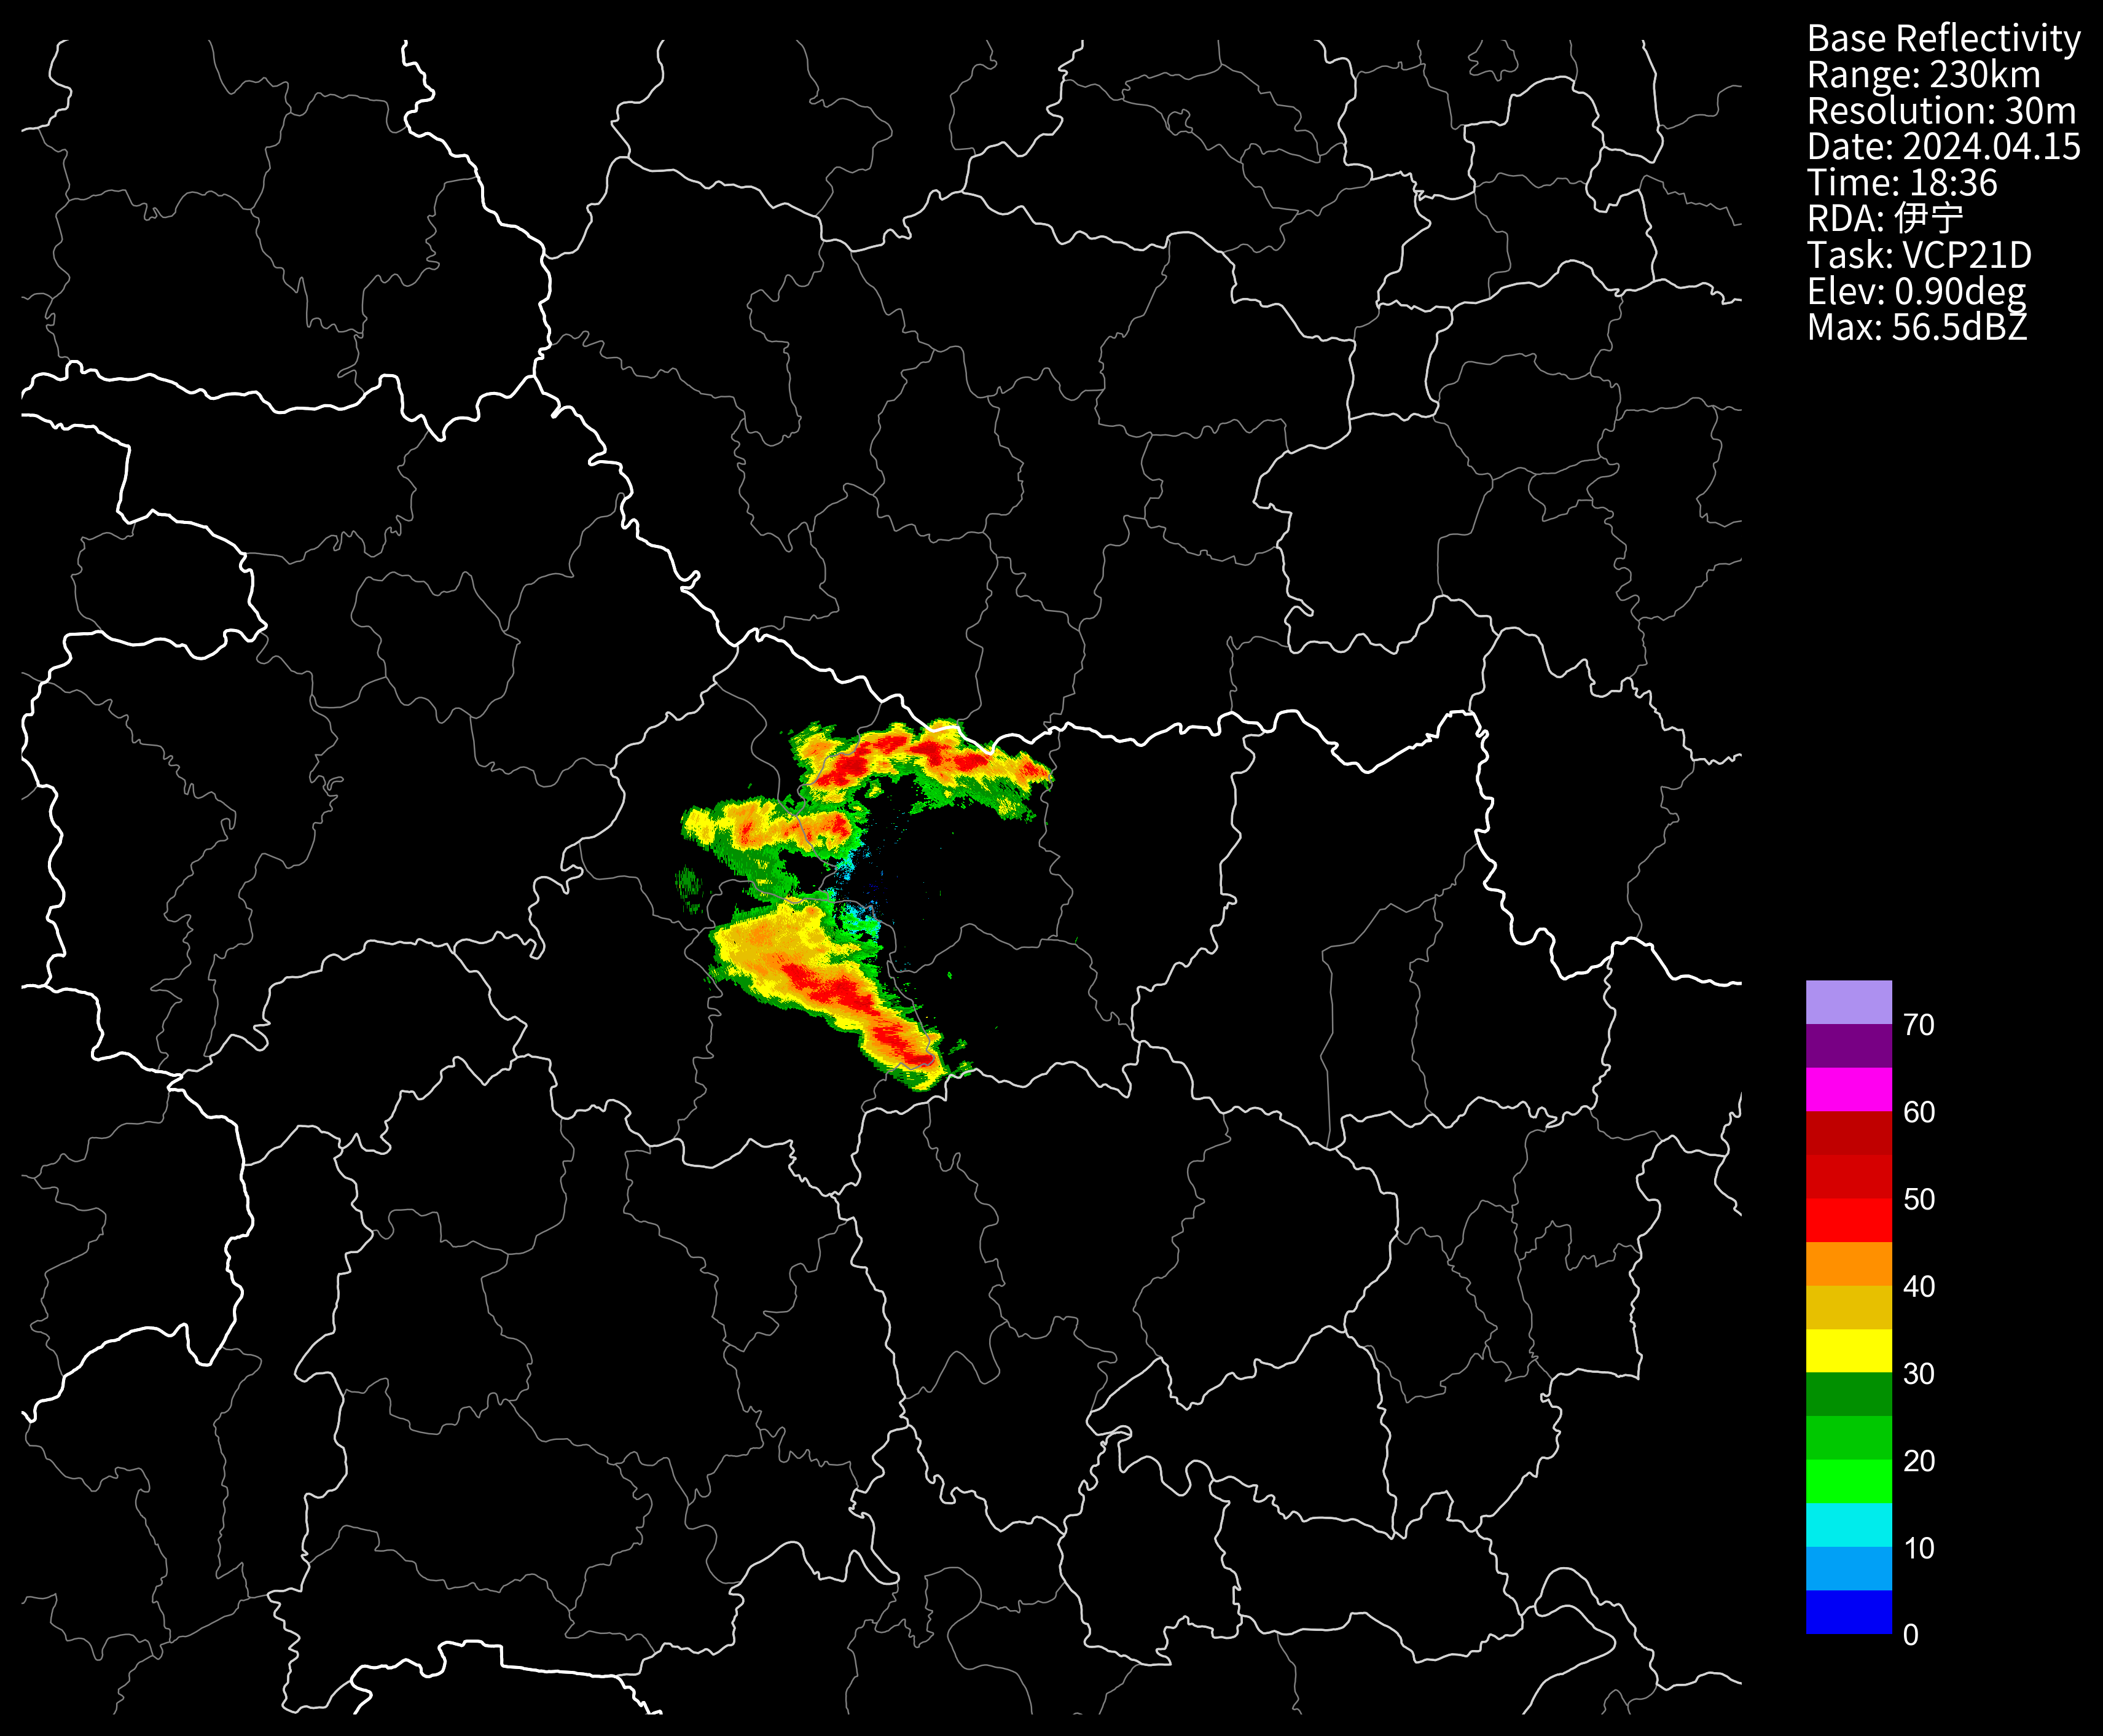 Base Reflectivity
Range: 230km
Resolution: 30m
Date: 2024.04.15
Time: 18:36
RDA: 伊宁
Task: VCP21D
Elev: 0.90deg
Max: 56.5dBZ
70
60
50
40
30
20
10
0